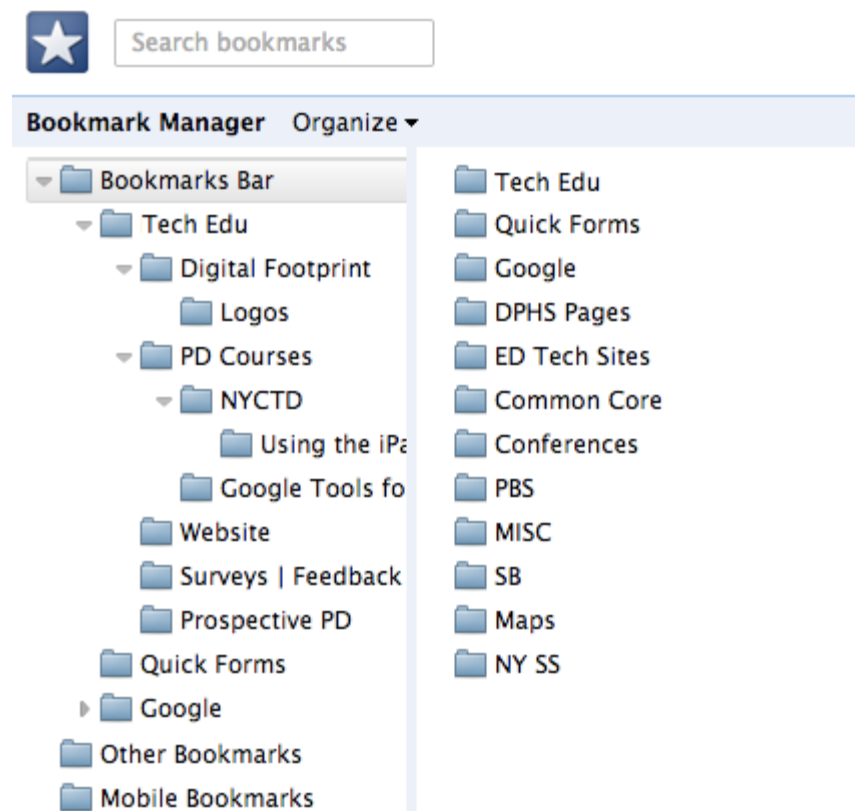 Search bookmarks
Bookmark Manager Organize
Bookmarks Bar
Tech Edu
Digital Footprint
Logos
PD Courses
NYCTD
Using the
Google Tools fo
Website
Surveys | Feedback
Prospective PD
Quick Forms
Google
Other Bookmarks
Mobile Bookmarks
Tech Edu
Quick Forms
Google
DPHS Pages
ED Tech Sites
Common Core
Conferences
PBS
MISC
SB
Maps
NY SS